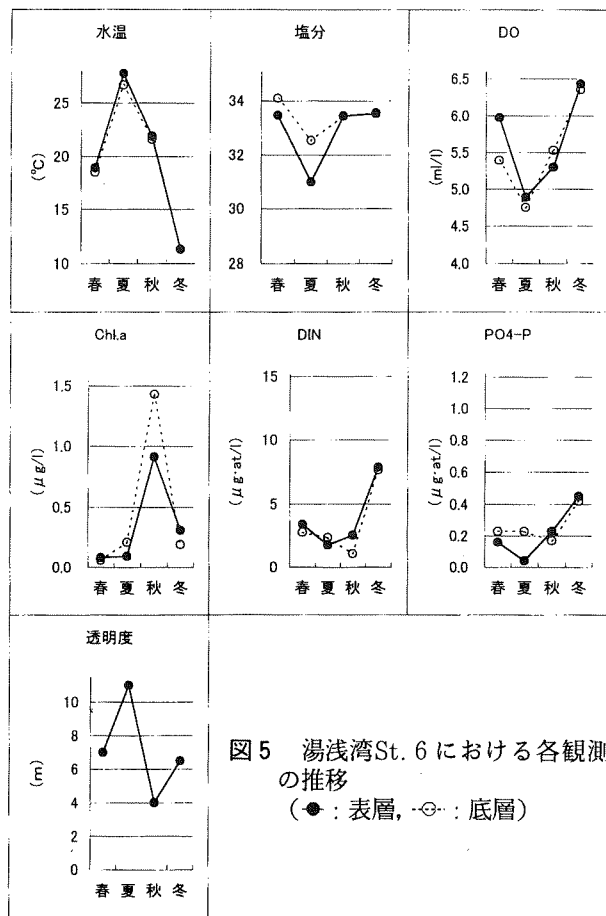 水温
(℃)
25
20
15
10
春 夏 秋 冬
塩分
34
32
30
28
春 夏 秋 冬
DO
(ml/l)
6.5
6.0
5.5
5.0
4.5
4.0
春 夏 秋 冬
Chl.a
(μg/l)
1.5
1.0
0.5
0.0
春 夏 秋 冬
DIN
(μg-at/l)
15
10
5
0
春 夏 秋 冬
PO4-P
(μg-at/l)
1.2
1.0
0.8
0.6
0.4
0.2
0.0
春 夏 秋 冬
透明度
(m)
10
8
6
4
2
0
春 夏 秋 冬
図5 湯浅湾St.6における各観測
の推移
(●:表層, ○:底層)